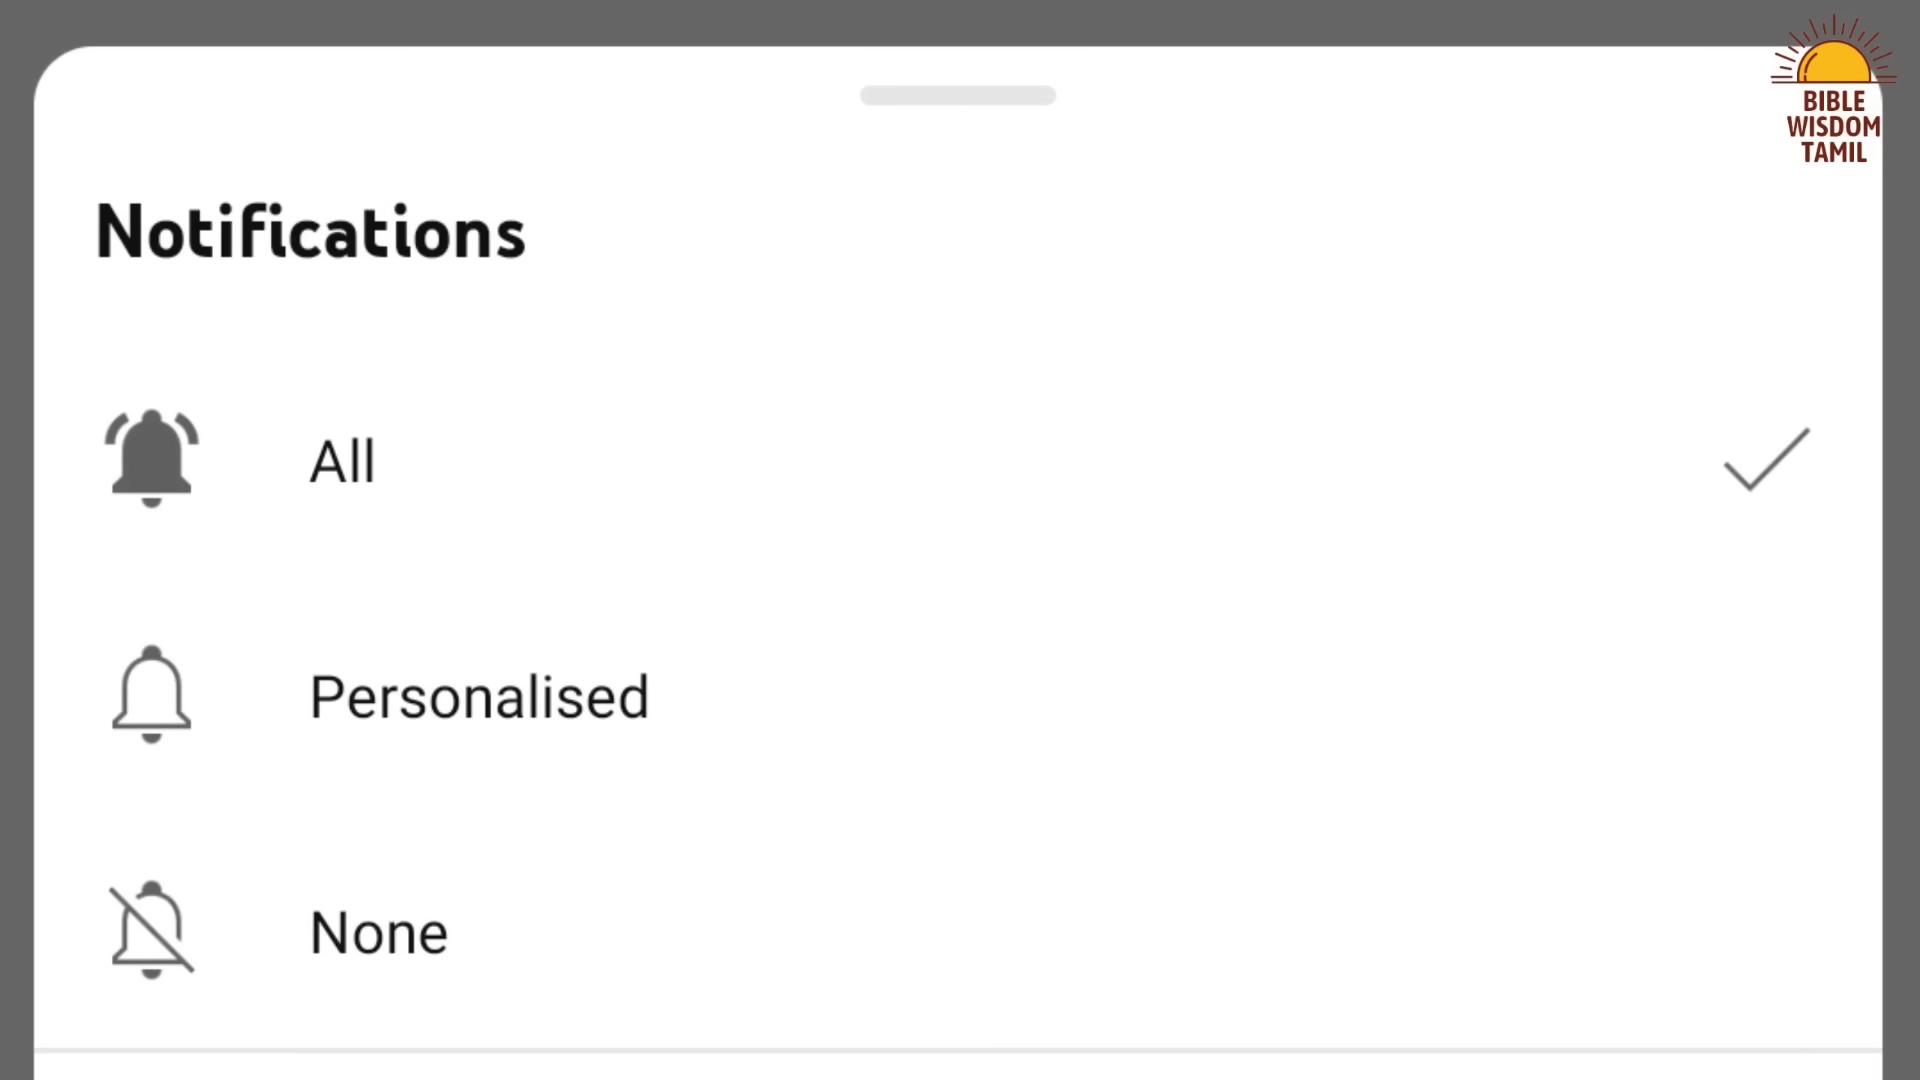 BIBLE
WISDOM
TAMIL
Notifications
All
Personalised
None